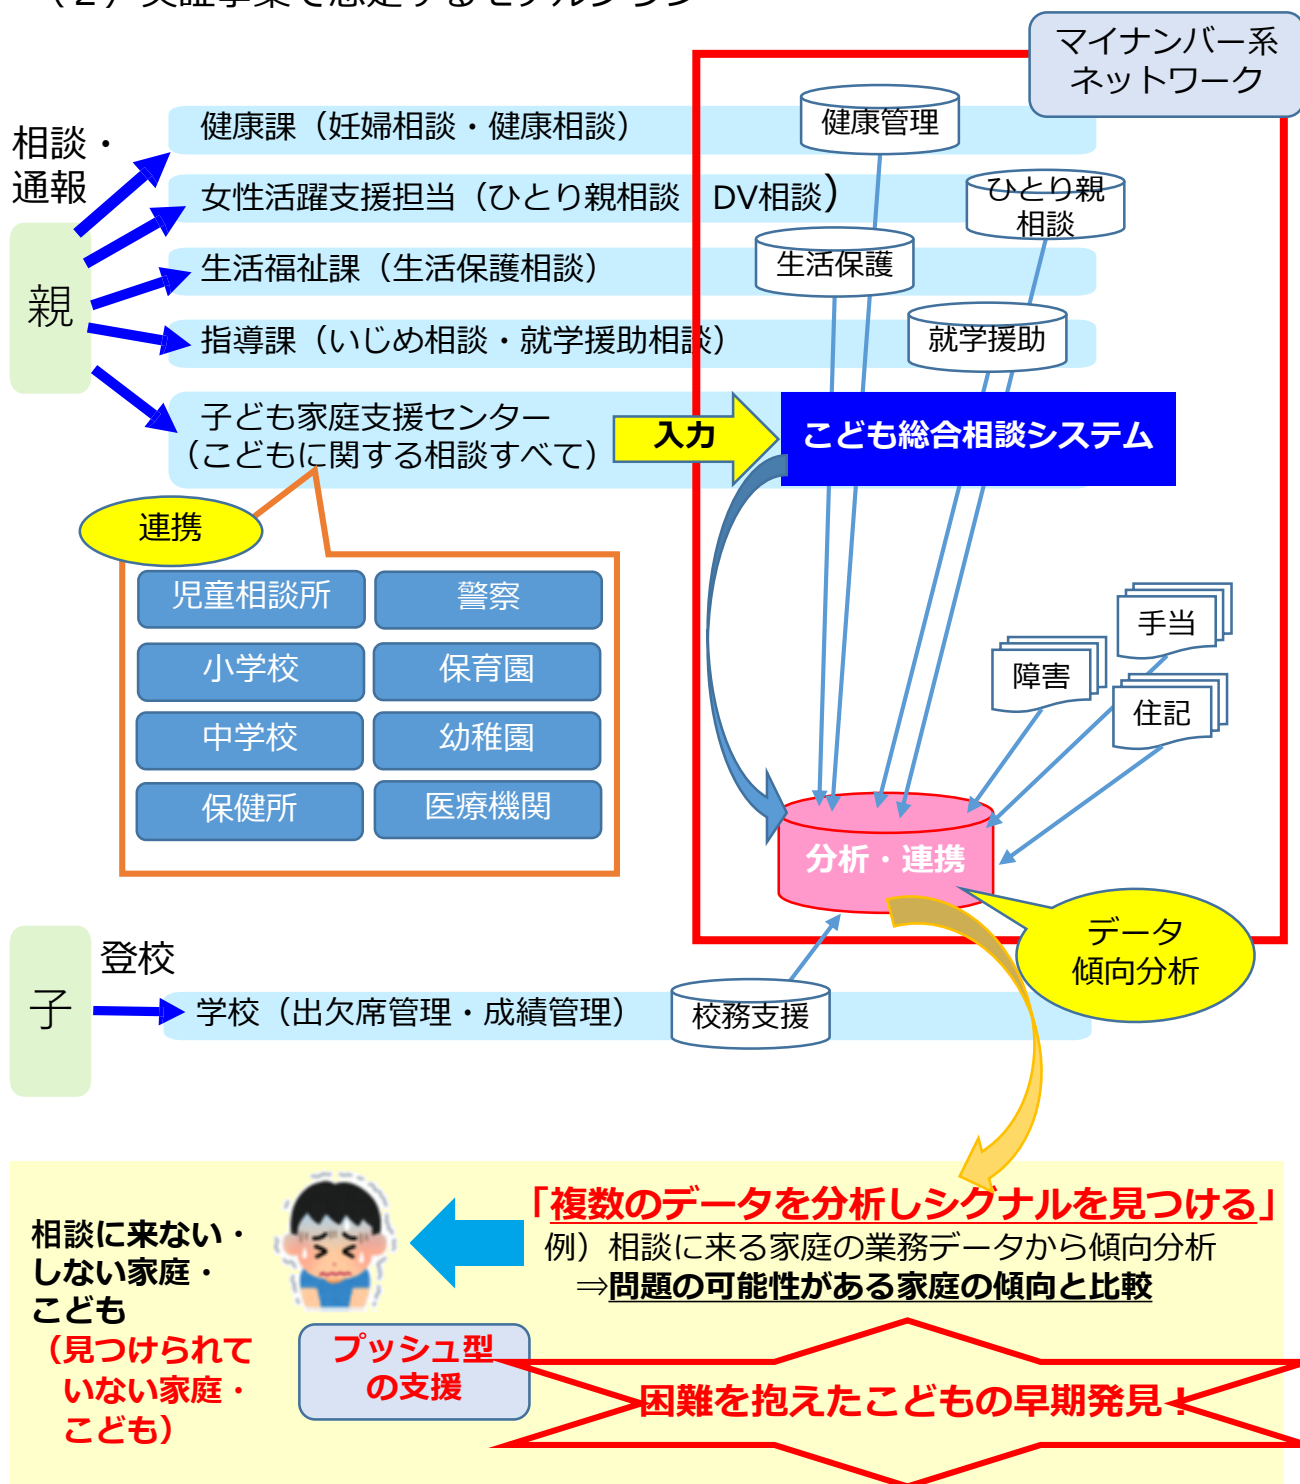 マイナンバー系
ネットワーク
相談・
通報
健康課（妊婦相談・健康相談）
健康管理
女性活躍支援担当（ひとり親相談　DV相談）
ひとり親
相談
親
生活福祉課（生活保護相談）
生活保護
指導課（いじめ相談・就学援助相談）
就学援助
子ども家庭支援センター
（こどもに関する相談すべて）
入力
こども総合相談システム
連携
児童相談所
警察
小学校
保育園
中学校
幼稚園
保健所
医療機関
手当
障害
住記
分析・連携
データ
傾向分析
子
登校
学校（出欠席管理・成績管理）
校務支援
「複数のデータを分析しシグナルを見つける」
例）相談に来る家庭の業務データから傾向分析
⇒問題の可能性がある家庭の傾向と比較
相談に来ない・
しない家庭・
こども
（見つけられて
いない家庭・
こども）
プッシュ型
の支援
困難を抱えたこどもの早期発見！